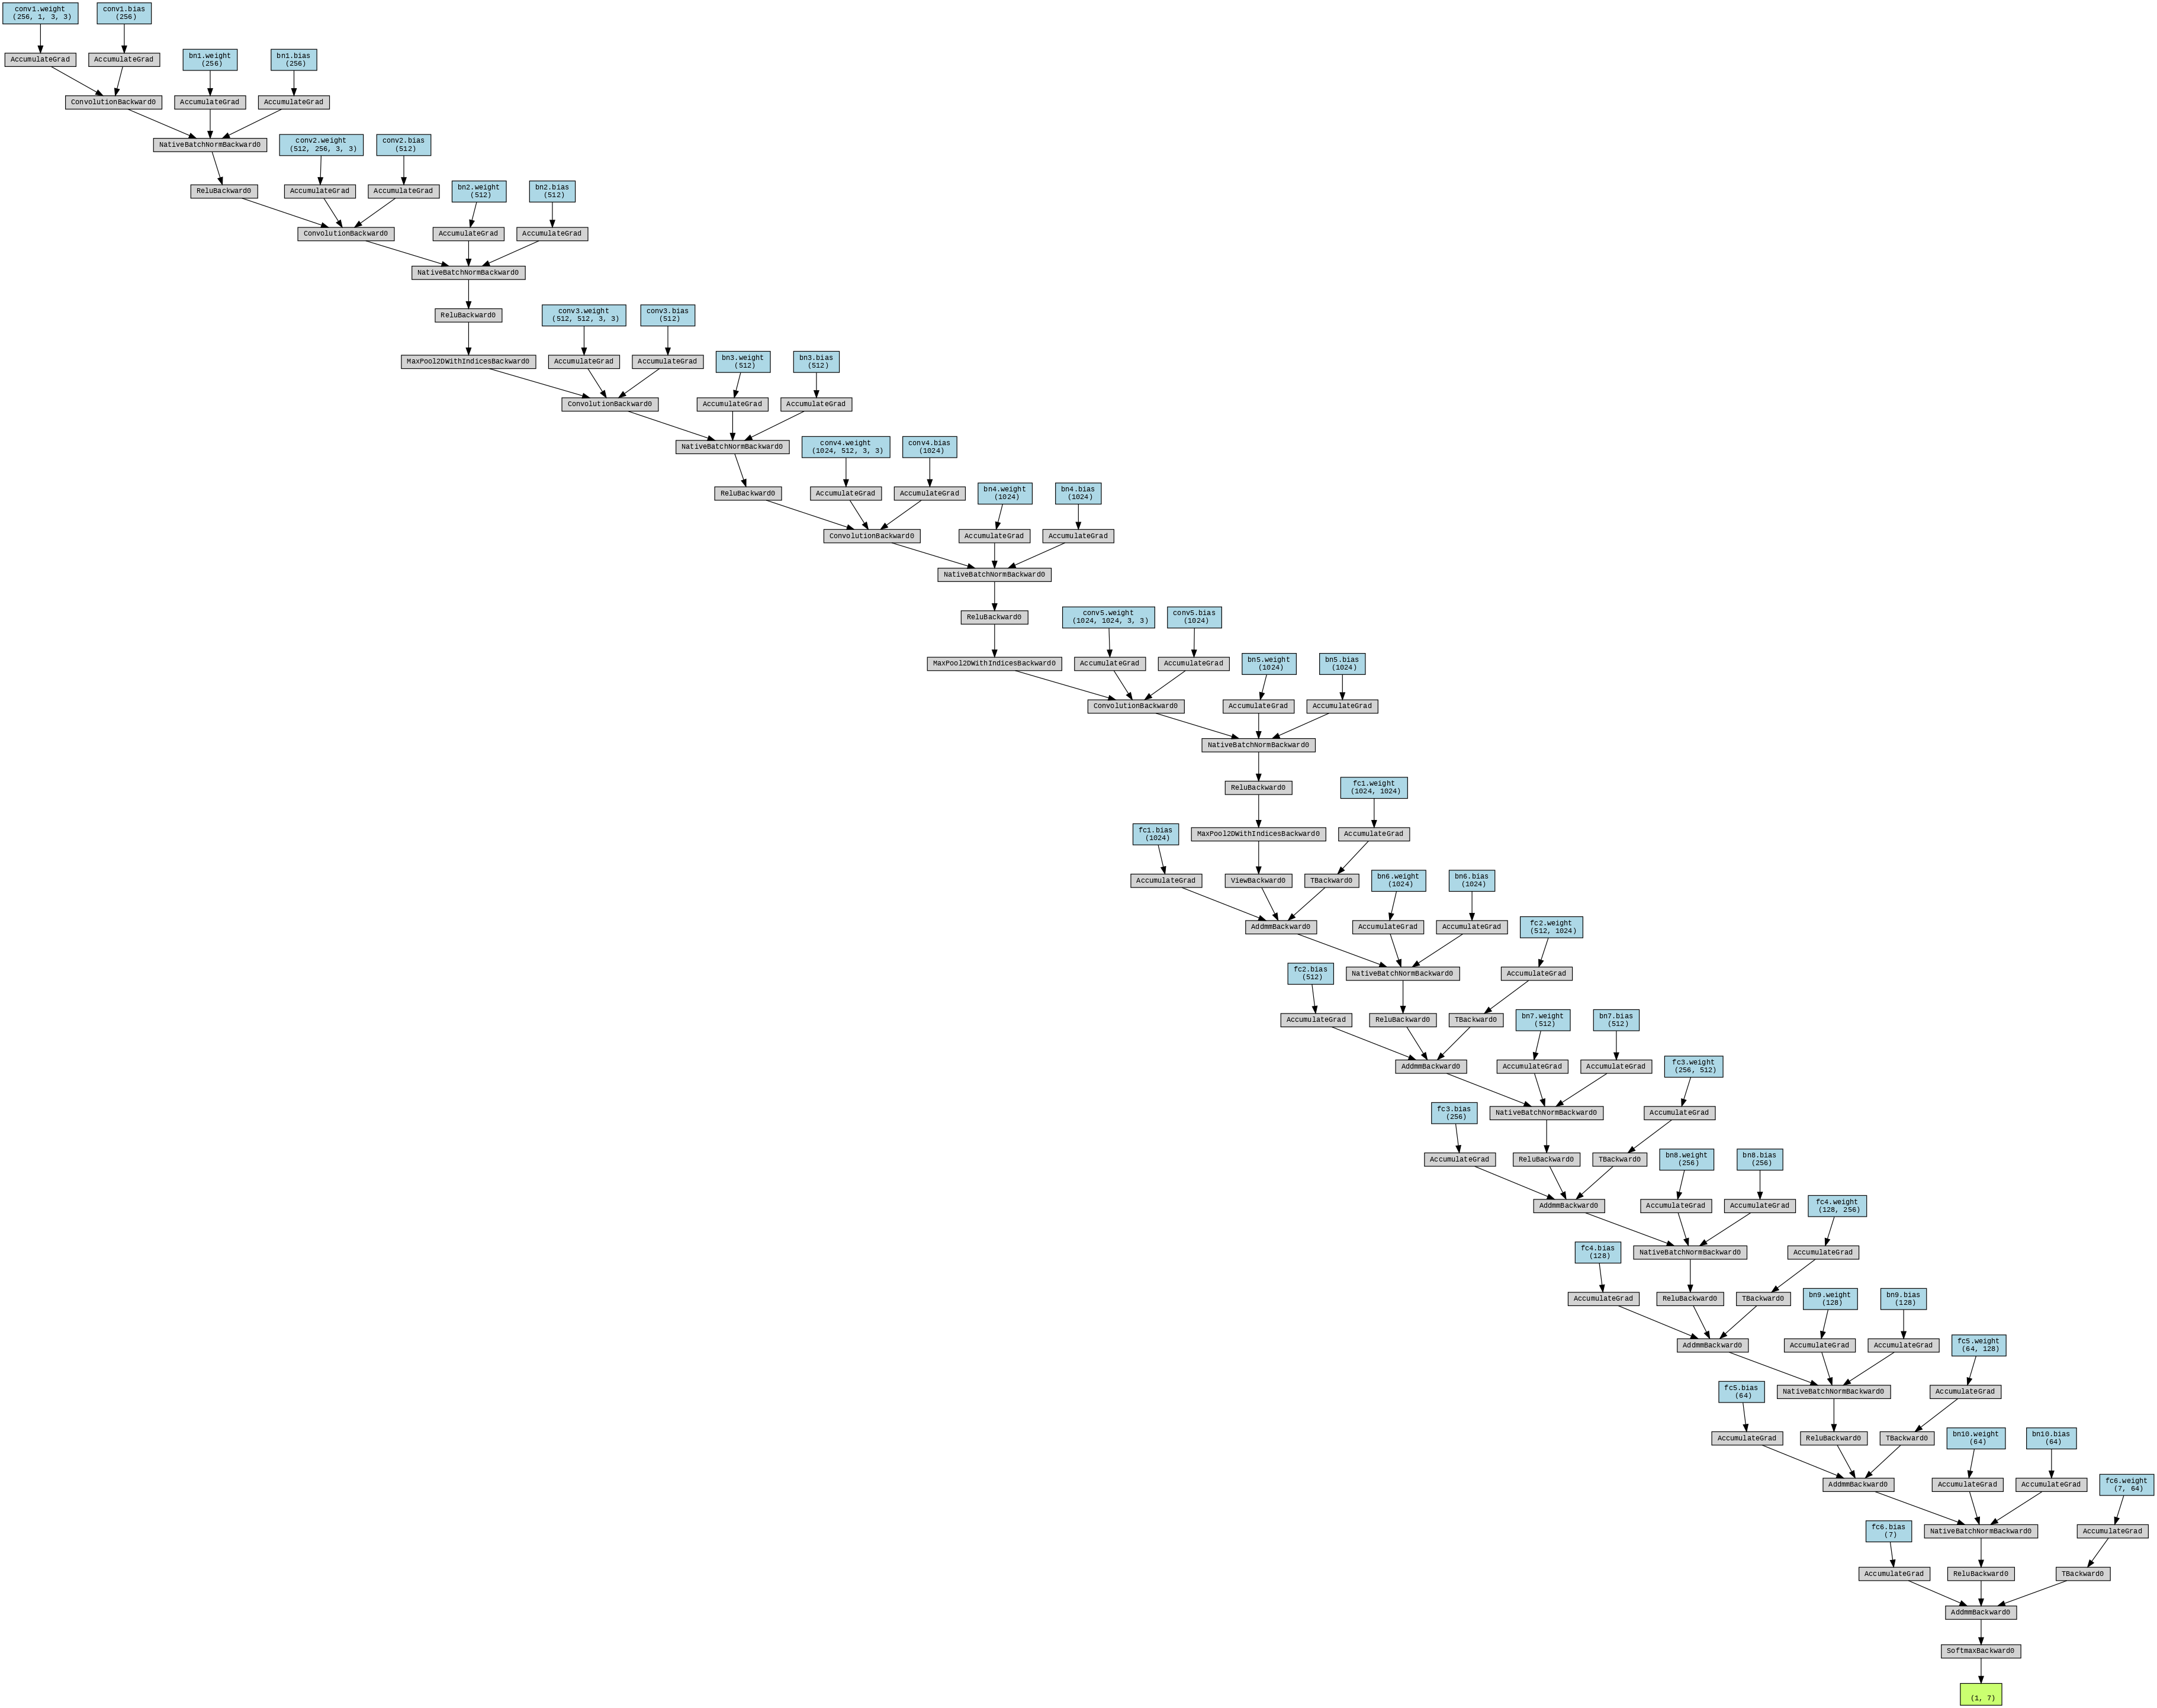 conv1.weight
(256, 1, 3, 3)
conv1.bias
(256)
AccumulateGrad
AccumulateGrad
bn1.weight
(256)
bn1.bias
(256)
ConvolutionBackward0
AccumulateGrad
AccumulateGrad
NativeBatchNormBackward0
conv2.weight
(512, 256, 3, 3)
conv2.bias
(512)
ReluBackward0
AccumulateGrad
AccumulateGrad
bn2.weight
(512)
bn2.bias
(512)
ConvolutionBackward0
AccumulateGrad
AccumulateGrad
NativeBatchNormBackward0
ReluBackward0
conv3.weight
(512, 512, 3, 3)
conv3.bias
(512)
MaxPool2DWithIndicesBackward0
AccumulateGrad
AccumulateGrad
bn3.weight
(512)
bn3.bias
(512)
ConvolutionBackward0
AccumulateGrad
AccumulateGrad
NativeBatchNormBackward0
conv4.weight
(1024, 512, 3, 3)
conv4.bias
(1024)
ReluBackward0
AccumulateGrad
AccumulateGrad
bn4.weight
(1024)
bn4.bias
(1024)
ConvolutionBackward0
AccumulateGrad
AccumulateGrad
NativeBatchNormBackward0
ReluBackward0
conv5.weight
(1024, 1024, 3, 3)
conv5.bias
(1024)
MaxPool2DWithIndicesBackward0
AccumulateGrad
AccumulateGrad
bn5.weight
(1024)
bn5.bias
(1024)
ConvolutionBackward0
AccumulateGrad
AccumulateGrad
NativeBatchNormBackward0
ReluBackward0
fc1.weight
(1024, 1024)
fc1.bias
(1024)
MaxPool2DWithIndicesBackward0
AccumulateGrad
AccumulateGrad
ViewBackward0
TBackward0
bn6.weight
(1024)
bn6.bias
(1024)
AddmmBackward0
AccumulateGrad
AccumulateGrad
fc2.weight
(512, 1024)
fc2.bias
(512)
NativeBatchNormBackward0
AccumulateGrad
AccumulateGrad
ReluBackward0
TBackward0
bn7.weight
(512)
bn7.bias
(512)
AddmmBackward0
AccumulateGrad
AccumulateGrad
fc3.weight
(256, 512)
fc3.bias
(256)
NativeBatchNormBackward0
AccumulateGrad
AccumulateGrad
ReluBackward0
TBackward0
bn8.weight
(256)
bn8.bias
(256)
AddmmBackward0
AccumulateGrad
AccumulateGrad
fc4.weight
(128, 256)
fc4.bias
(128)
NativeBatchNormBackward0
AccumulateGrad
AccumulateGrad
ReluBackward0
TBackward0
bn9.weight
(128)
bn9.bias
(128)
AddmmBackward0
AccumulateGrad
AccumulateGrad
fc5.weight
(64, 128)
fc5.bias
(64)
NativeBatchNormBackward0
AccumulateGrad
AccumulateGrad
ReluBackward0
TBackward0
bn10.weight
(64)
bn10.bias
(64)
AddmmBackward0
AccumulateGrad
AccumulateGrad
fc6.weight
(7, 64)
fc6.bias
(7)
NativeBatchNormBackward0
AccumulateGrad
AccumulateGrad
ReluBackward0
TBackward0
AddmmBackward0
SoftmaxBackward0
(1, 7)